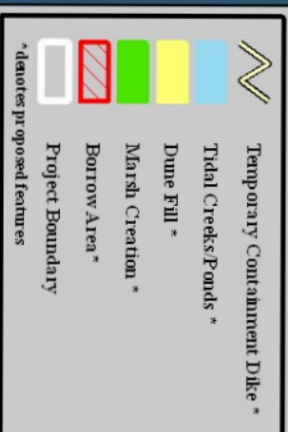 Temporary Containment Dike *
Tidal Creeks/Ponds *
Dune Fill *
Marsh Creation *
Borrow Area *
Project Boundary
*denotes proposed features